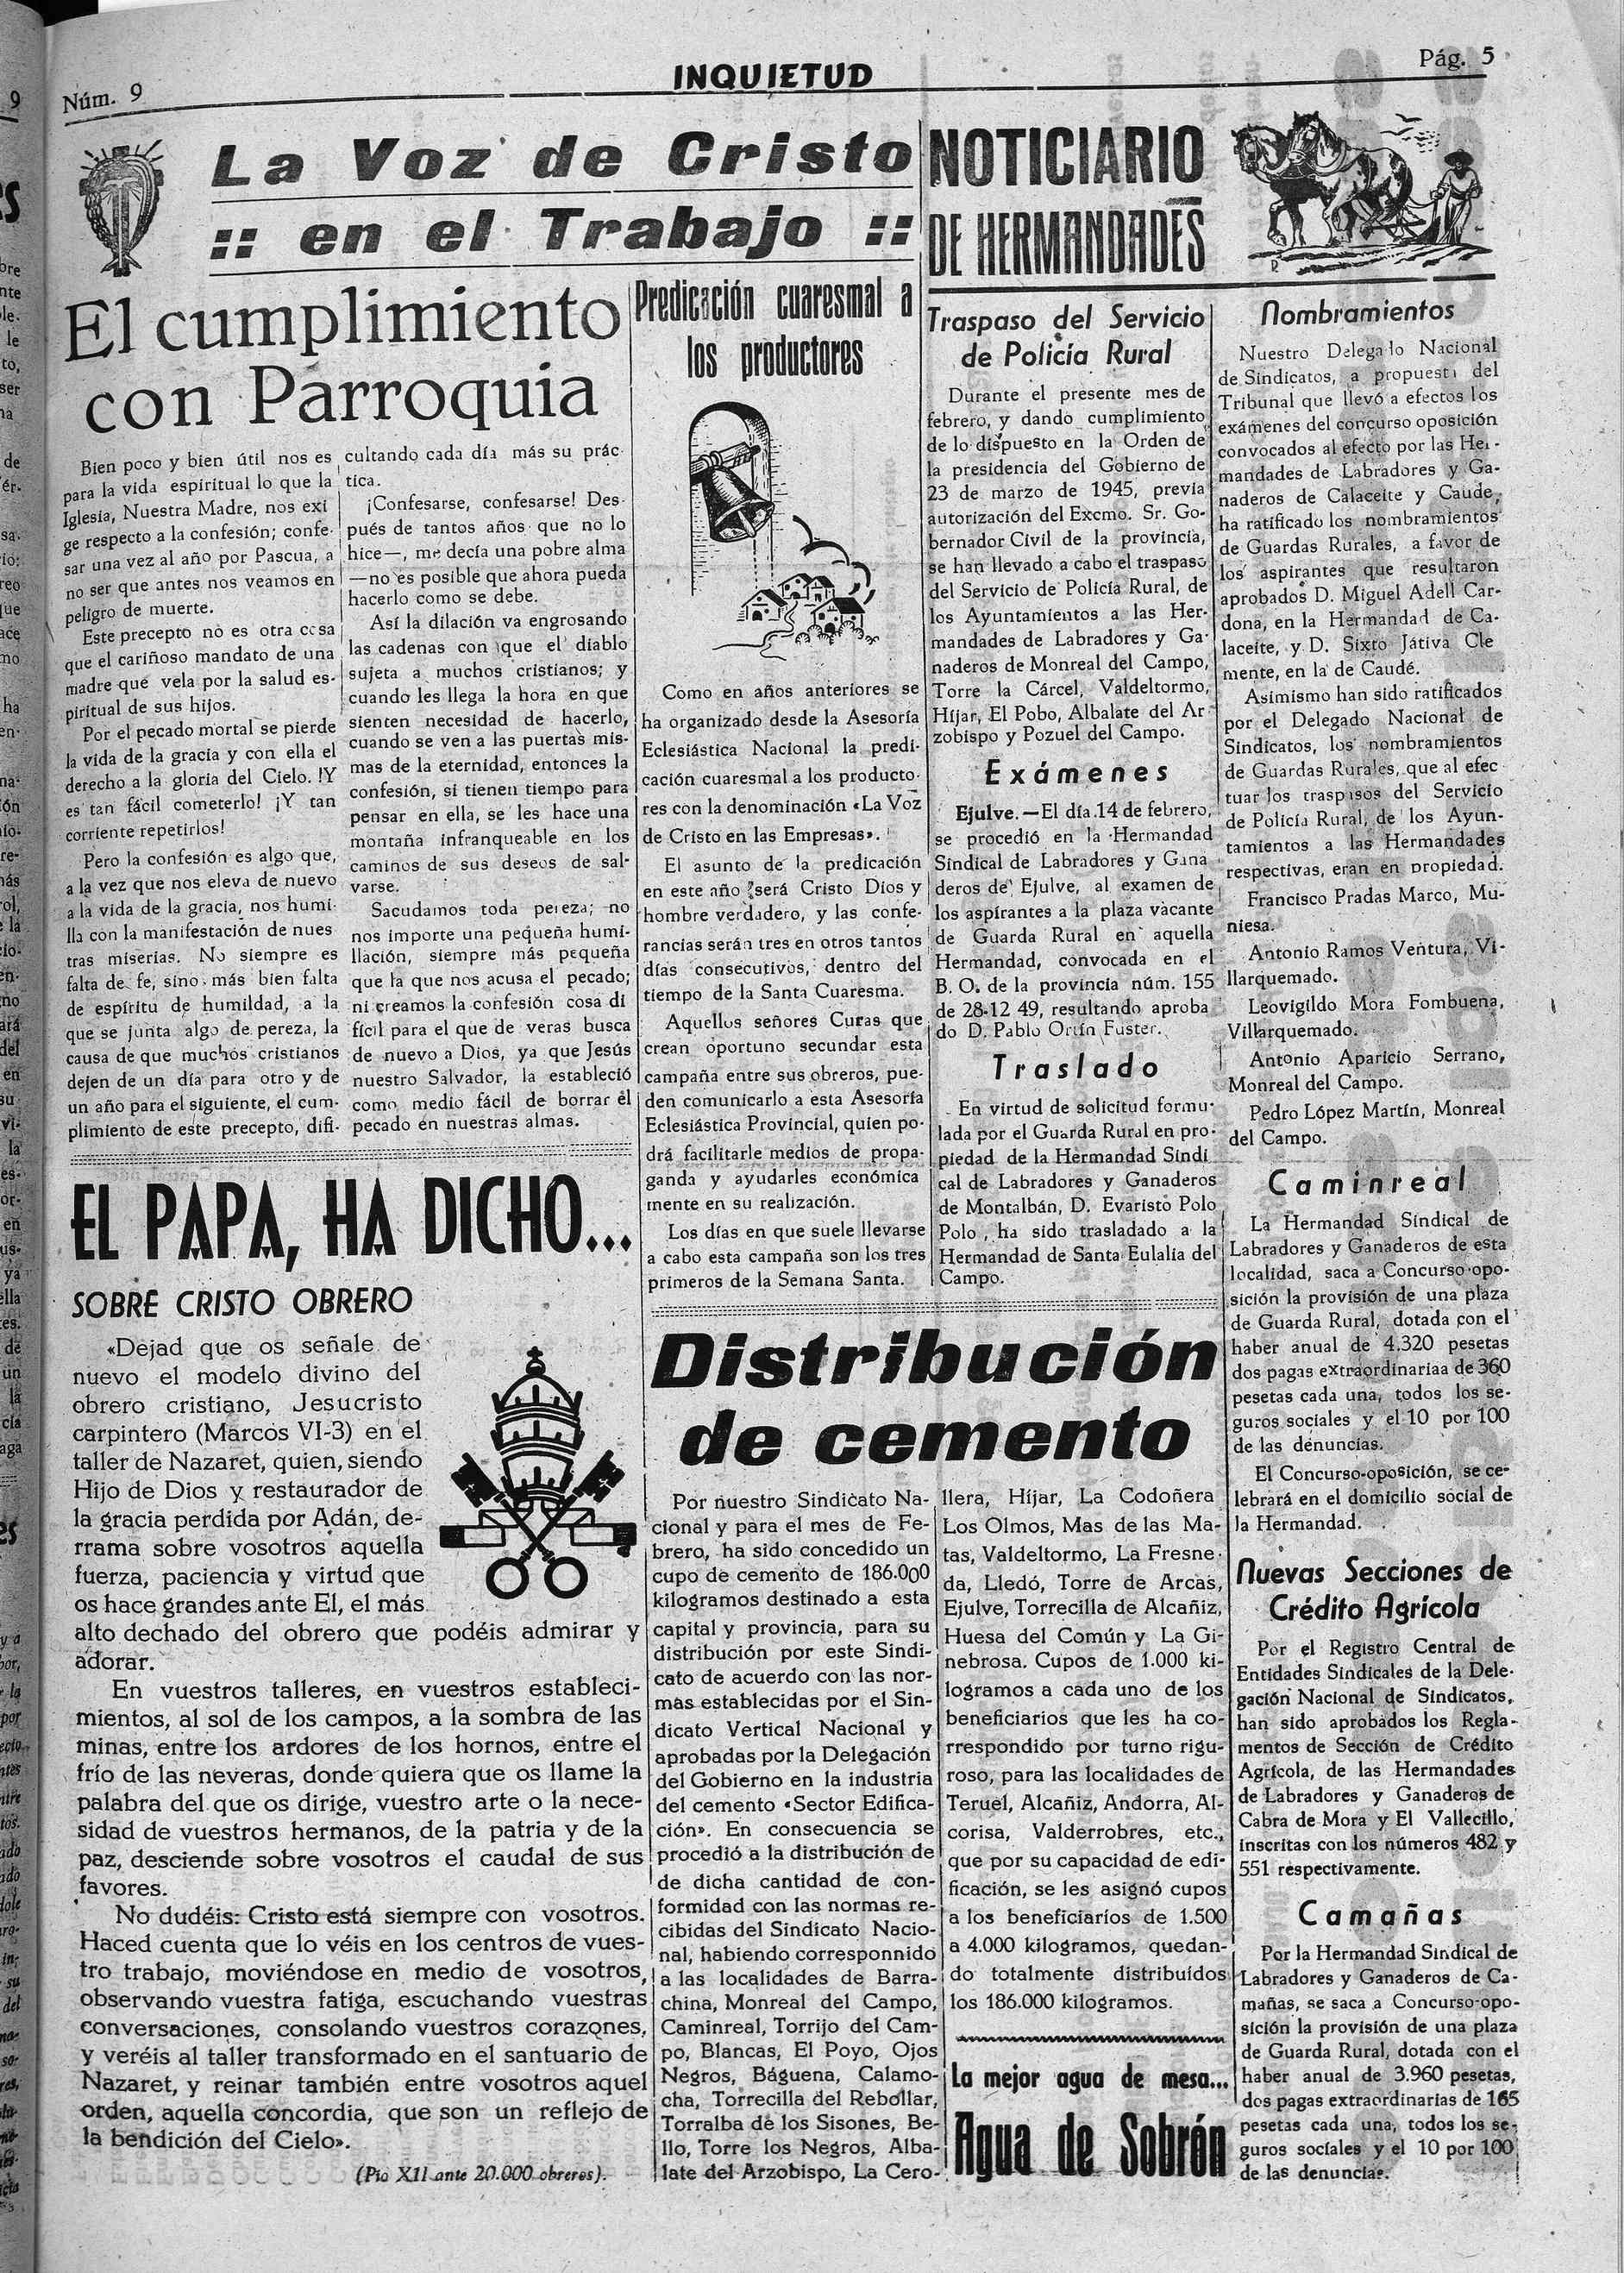 Núm. 9
INQUIETUD
Pág. 5
La Voz de Cristo
:: en el Trabajo ::
El cumplimiento
con Parroquia
Bien poco y bien útil nos es
para la vida espiritual lo que la
Iglesia, Nuestra Madre, nos exi
ge respecto a la confesión; confe-
sar una vez al año por Pascua, a
no ser que antes nos veamos en
peligro de muerte.
Este precepto no es otra cosa
que el cariñoso mandato de una
madre que vela por la salud es-
piritual de sus hijos.
Por el pecado mortal se pierde
la vida de la gracia y con ella el
derecho a la gloria del Cielo. !Y
es tan fácil cometerlo! ¡Y tan
corriente repetirlos!
Pero la confesión es algo que,
a la vez que nos eleva de nuevo
a la vida de la gracia, nos humi-
lla con la manifestación de nues
tras miserias. No siempre es
falta de fe, sino más bien falta
de espíritu de humildad, a la
que se junta algo de pereza, la
causa de que muchos cristianos
dejen de un día para otro y de
un año para el siguiente, el cum-
plimiento de este precepto, difi-
cultando cada día más su prác-
tica.
¡Confesarse, confesarse! Des-
pués de tantos años que no lo
hice—, me decía una pobre alma
—no es posible que ahora pueda
hacerlo como se debe.
Así la dilación va engrosando
las cadenas con que el diablo
sujeta a muchos cristianos; y
cuando les llega la hora en que
sienten necesidad de hacerlo,
cuando se ven a las puertas mis-
mas de la eternidad, entonces la
confesión, si tienen tiempo para
pensar en ella, se les hace una
montaña infranqueable en los
caminos de sus deseos de sal-
varse.
Sacudamos toda pereza; no
nos importe una pequeña humi-
llación, siempre más pequeña
que la que nos acusa el pecado;
ni creamos la confesión cosa di
fícil para el que de veras busca
de nuevo a Dios, ya que Jesús
nuestro Salvador, la estableció
como medio fácil de borrar el
pecado en nuestras almas.
EL PAPA, HA DICHO...
SOBRE CRISTO OBRERO
«Dejad que os señale de
nuevo el modelo divino del
obrero cristiano, Jesucristo
carpintero (Marcos VI-3) en el
taller de Nazaret, quien, siendo
Hijo de Dios y restaurador de
la gracia perdida por Adán, de-
rrama sobre vosotros aquella
fuerza, paciencia y virtud que
os hace grandes ante El, el más
alto dechado del obrero que podéis admirar y
adorar.
En vuestros talleres, en vuestros estableci-
mientos, al sol de los campos, a la sombra de las
minas, entre los ardores de los hornos, entre el
frío de las neveras, donde quiera que os llame la
palabra del que os dirige, vuestro arte o la nece-
sidad de vuestros hermanos, de la patria y de la
paz, desciende sobre vosotros el caudal de sus
favores.
No dudéis: Cristo está siempre con vosotros.
Haced cuenta que lo véis en los centros de vues-
tro trabajo, moviéndose en medio de vosotros,
observando vuestra fatiga, escuchando vuestras
conversaciones, consolando vuestros corazones,
y veréis al taller transformado en el santuario de
Nazaret, y reinar también entre vosotros aquel
orden, aquella concordia, que son un reflejo de
la bendición del Cielo».
(Pío XII ante 20.000 obreros).
Predicación cuaresmal a
los productores
Como en años anteriores se
ha organizado desde la Asesoría
Eclesiástica Nacional la predi-
cación cuaresmal a los producto-
res con la denominación «La Voz
de Cristo en las Empresas».
El asunto de la predicación
en este año será Cristo Dios y
hombre verdadero, y las confe-
rancias serán tres en otros tantos
días consecutivos, dentro del
tiempo de la Santa Cuaresma.
Aquellos señores Curas que
crean oportuno secundar esta
campaña entre sus obreros, pue-
den comunicarlo a esta Asesoría
Eclesiástica Provincial, quien po-
drá facilitarle medios de propa-
ganda y ayudarles económica
mente en su realización.
Los días en que suele llevarse
a cabo esta campaña son los tres
primeros de la Semana Santa.
NOTICIARIO
DE HERMANDADES
Traspaso del Servicio
de Policía Rural
Durante el presente mes de
febrero, y dando cumplimiento
de lo dispuesto en la Orden de
la presidencia del Gobierno de
23 de marzo de 1945, previa
autorización del Excmo. Sr. Go-
bernador Civil de la provincia,
se han llevado a cabo el traspaso
del Servicio de Policía Rural, de
los Ayuntamientos a las Her-
mandades de Labradores y Ga-
naderos de Monreal del Campo,
Torre la Cárcel, Valdeltormo,
Híjar, El Pobo, Albalate del Ar-
zobispo y Pozuel del Campo.
Exámenes
Ejulve.—El día 14 de febrero,
se procedió en la Hermandad
Sindical de Labradores y Gana
deros de Ejulve, al examen de
los aspirantes a la plaza vacante
de Guarda Rural en aquella
Hermandad, convocada en el
B. O. de la provincia núm. 155
de 28-12 49, resultando aproba
do D. Pablo Ortín Fuster.
Traslado
En virtud de solicitud formu-
lada por el Guarda Rural en pro-
piedad de la Hermandad Sindi
cal de Labradores y Ganaderos
de Montalbán, D. Evaristo Polo
Polo, ha sido trasladado a la
Hermandad de Santa Eulalia del
Campo.
Nombramientos
Nuestro Delegado Nacional
de Sindicatos, a propuesta del
Tribunal que llevó a efectos los
exámenes del concurso oposición
convocados al efecto por las Her-
mandades de Labradores y Ga-
naderos de Calaceite y Caude,
ha ratificado los nombramientos
de Guardas Rurales, a favor de
los aspirantes que resultaron
aprobados D. Miguel Adell Car-
dona, en la Hermandad de Ca-
laceite, y D. Sixto Játiva Cle
mente, en la de Caudé.
Asimismo han sido ratificados
por el Delegado Nacional de
Sindicatos, los nombramientos
de Guardas Rurales, que al efec
tuar los traspasos del Servicio
de Policía Rural, de los Ayun-
tamientos a las Hermandades
respectivas, eran en propiedad.
Francisco Pradas Marco, Mu-
niesa.
Antonio Ramos Ventura, Vi-
llarquemado.
Leovigildo Mora Fombuena,
Villarquemado.
Antonio Aparicio Serrano,
Monreal del Campo.
Pedro López Martín, Monreal
del Campo.
Caminreal
La Hermandad Sindical de
Labradores y Ganaderos de esta
localidad, saca a Concurso-opo-
sición la provisión de una plaza
de Guarda Rural, dotada con el
haber anual de 4.320 pesetas
dos pagas extraordinariaa de 360
pesetas cada una, todos los se-
guros sociales y el 10 por 100
de las denuncias.
El Concurso-oposición, se ce-
lebrará en el domicilio social de
la Hermandad.
Nuevas Secciones de
Crédito Agrícola
Por el Registro Central de
Entidades Sindicales de la Dele-
gación Nacional de Sindicatos,
han sido aprobados los Regla-
mentos de Sección de Crédito
Agrícola, de las Hermandades
de Labradores y Ganaderos de
Cabra de Mora y El Vallecillo,
inscritas con los números 482 y
551 respectivamente.
Camañas
Por la Hermandad Sindical de
Labradores y Ganaderos de Ca-
mañas, se saca a Concurso-opo-
sición la provisión de una plaza
de Guarda Rural, dotada con el
haber anual de 3.960 pesetas,
dos pagas extraordinarias de 165
pesetas cada una, todos los se-
guros sociales y el 10 por 100
de las denuncias.
Distribución
de cemento
Por nuestro Sindicato Na-
cional y para el mes de Fe-
brero, ha sido concedido un
cupo de cemento de 186.000
kilogramos destinado a esta
capital y provincia, para su
distribución por este Sindi-
cato de acuerdo con las nor-
mas establecidas por el Sin-
dicato Vertical Nacional y
aprobadas por la Delegación
del Gobierno en la industria
del cemento «Sector Edifica-
ción». En consecuencia se
procedió a la distribución de
de dicha cantidad de con-
formidad con las normas re-
cibidas del Sindicato Nacio-
nal, habiendo corresponnido
a las localidades de Barra-
china, Monreal del Campo,
Caminreal, Torrijo del Cam-
po, Blancas, El Poyo, Ojos
Negros, Báguena, Calamo-
cha, Torrecilla del Rebollar,
Torralba de los Sisones, Be-
llo, Torre los Negros, Alba-
late del Arzobispo, La Cero-
llera, Híjar, La Codoñera
Los Olmos, Mas de las Ma-
tas, Valdeltormo, La Fresne-
da, Lledó, Torre de Arcas,
Ejulve, Torrecilla de Alcañiz,
Huesa del Común y La Gi-
nebrosa. Cupos de 1.000 ki-
logramos a cada uno de los
beneficiarios que les ha co-
rrespondido por turno rigu-
roso, para las localidades de
Teruel, Alcañiz, Andorra, Al-
corisa, Valderrobres, etc.,
que por su capacidad de edi-
ficación, se les asignó cupos
a los beneficiarios de 1.500
a 4.000 kilogramos, quedan-
do totalmente distribuídos
los 186.000 kilogramos.
La mejor agua de mesa...
Agua de Sobrón